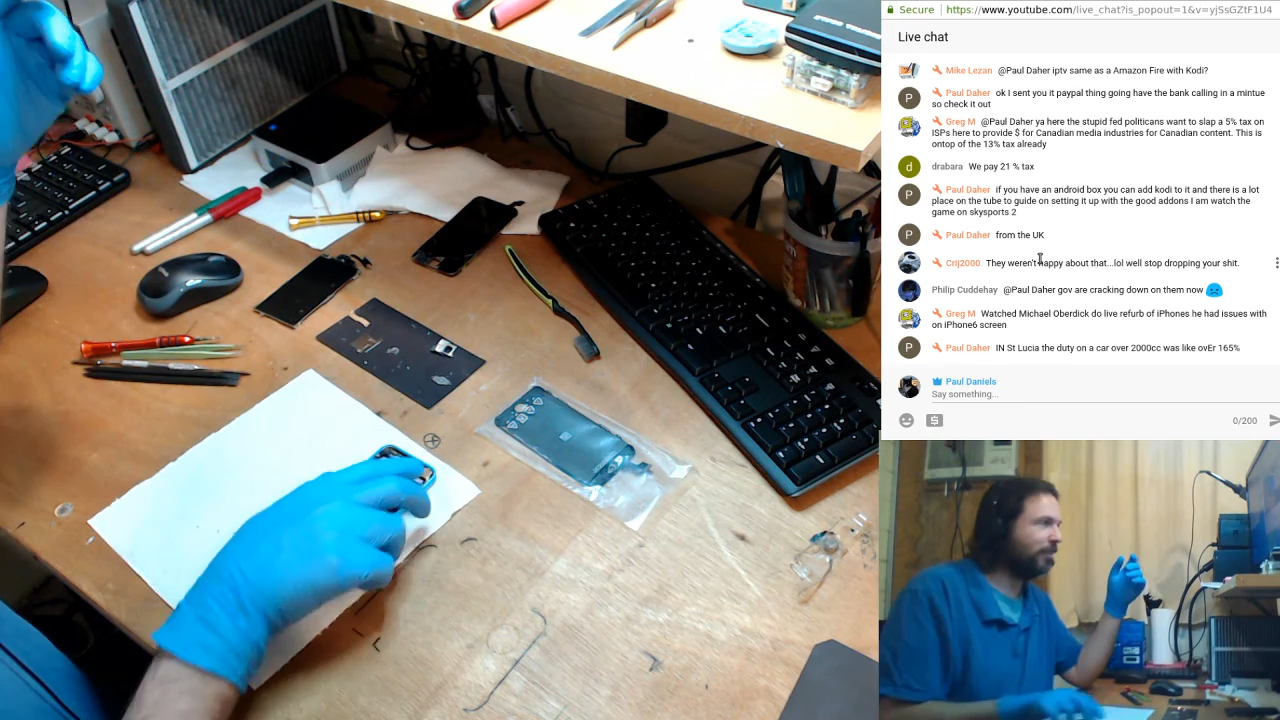 Secure
https://www.youtube.com/live_chat?is_popout=1&v=yjSsGZtF1U4
Live chat
Mike Lezan @Paul Daher iptv same as a Amazon Fire with Kodi?
P Paul Daher ok I sent you it paypal thing going have the bank calling in a mintue
so check it out
Greg M @Paul Daher ya here the stupid fed politicans want to slap a 5% tax on
ISPs here to provide $ for Canadian media industries for Canadian content. This is
ontop of the 13% tax already
d drabara We pay 21 % tax
P Paul Daher if you have an android box you can add kodi to it and there is a lot
place on the tube to guide on setting it up with the good addons I am watch the
game on skysports 2
P Paul Daher from the UK
Crij2000 They weren't happy about that...lol well stop dropping your shit.
Philip Cuddehay @Paul Daher gov are cracking down on them now
Greg M Watched Michael Oberdick do live refurb of iPhones he had issues with
on iPhone6 screen
P Paul Daher IN St Lucia the duty on a car over 2000cc was like ovEr 165%
Paul Daniels
Say something...
0/200